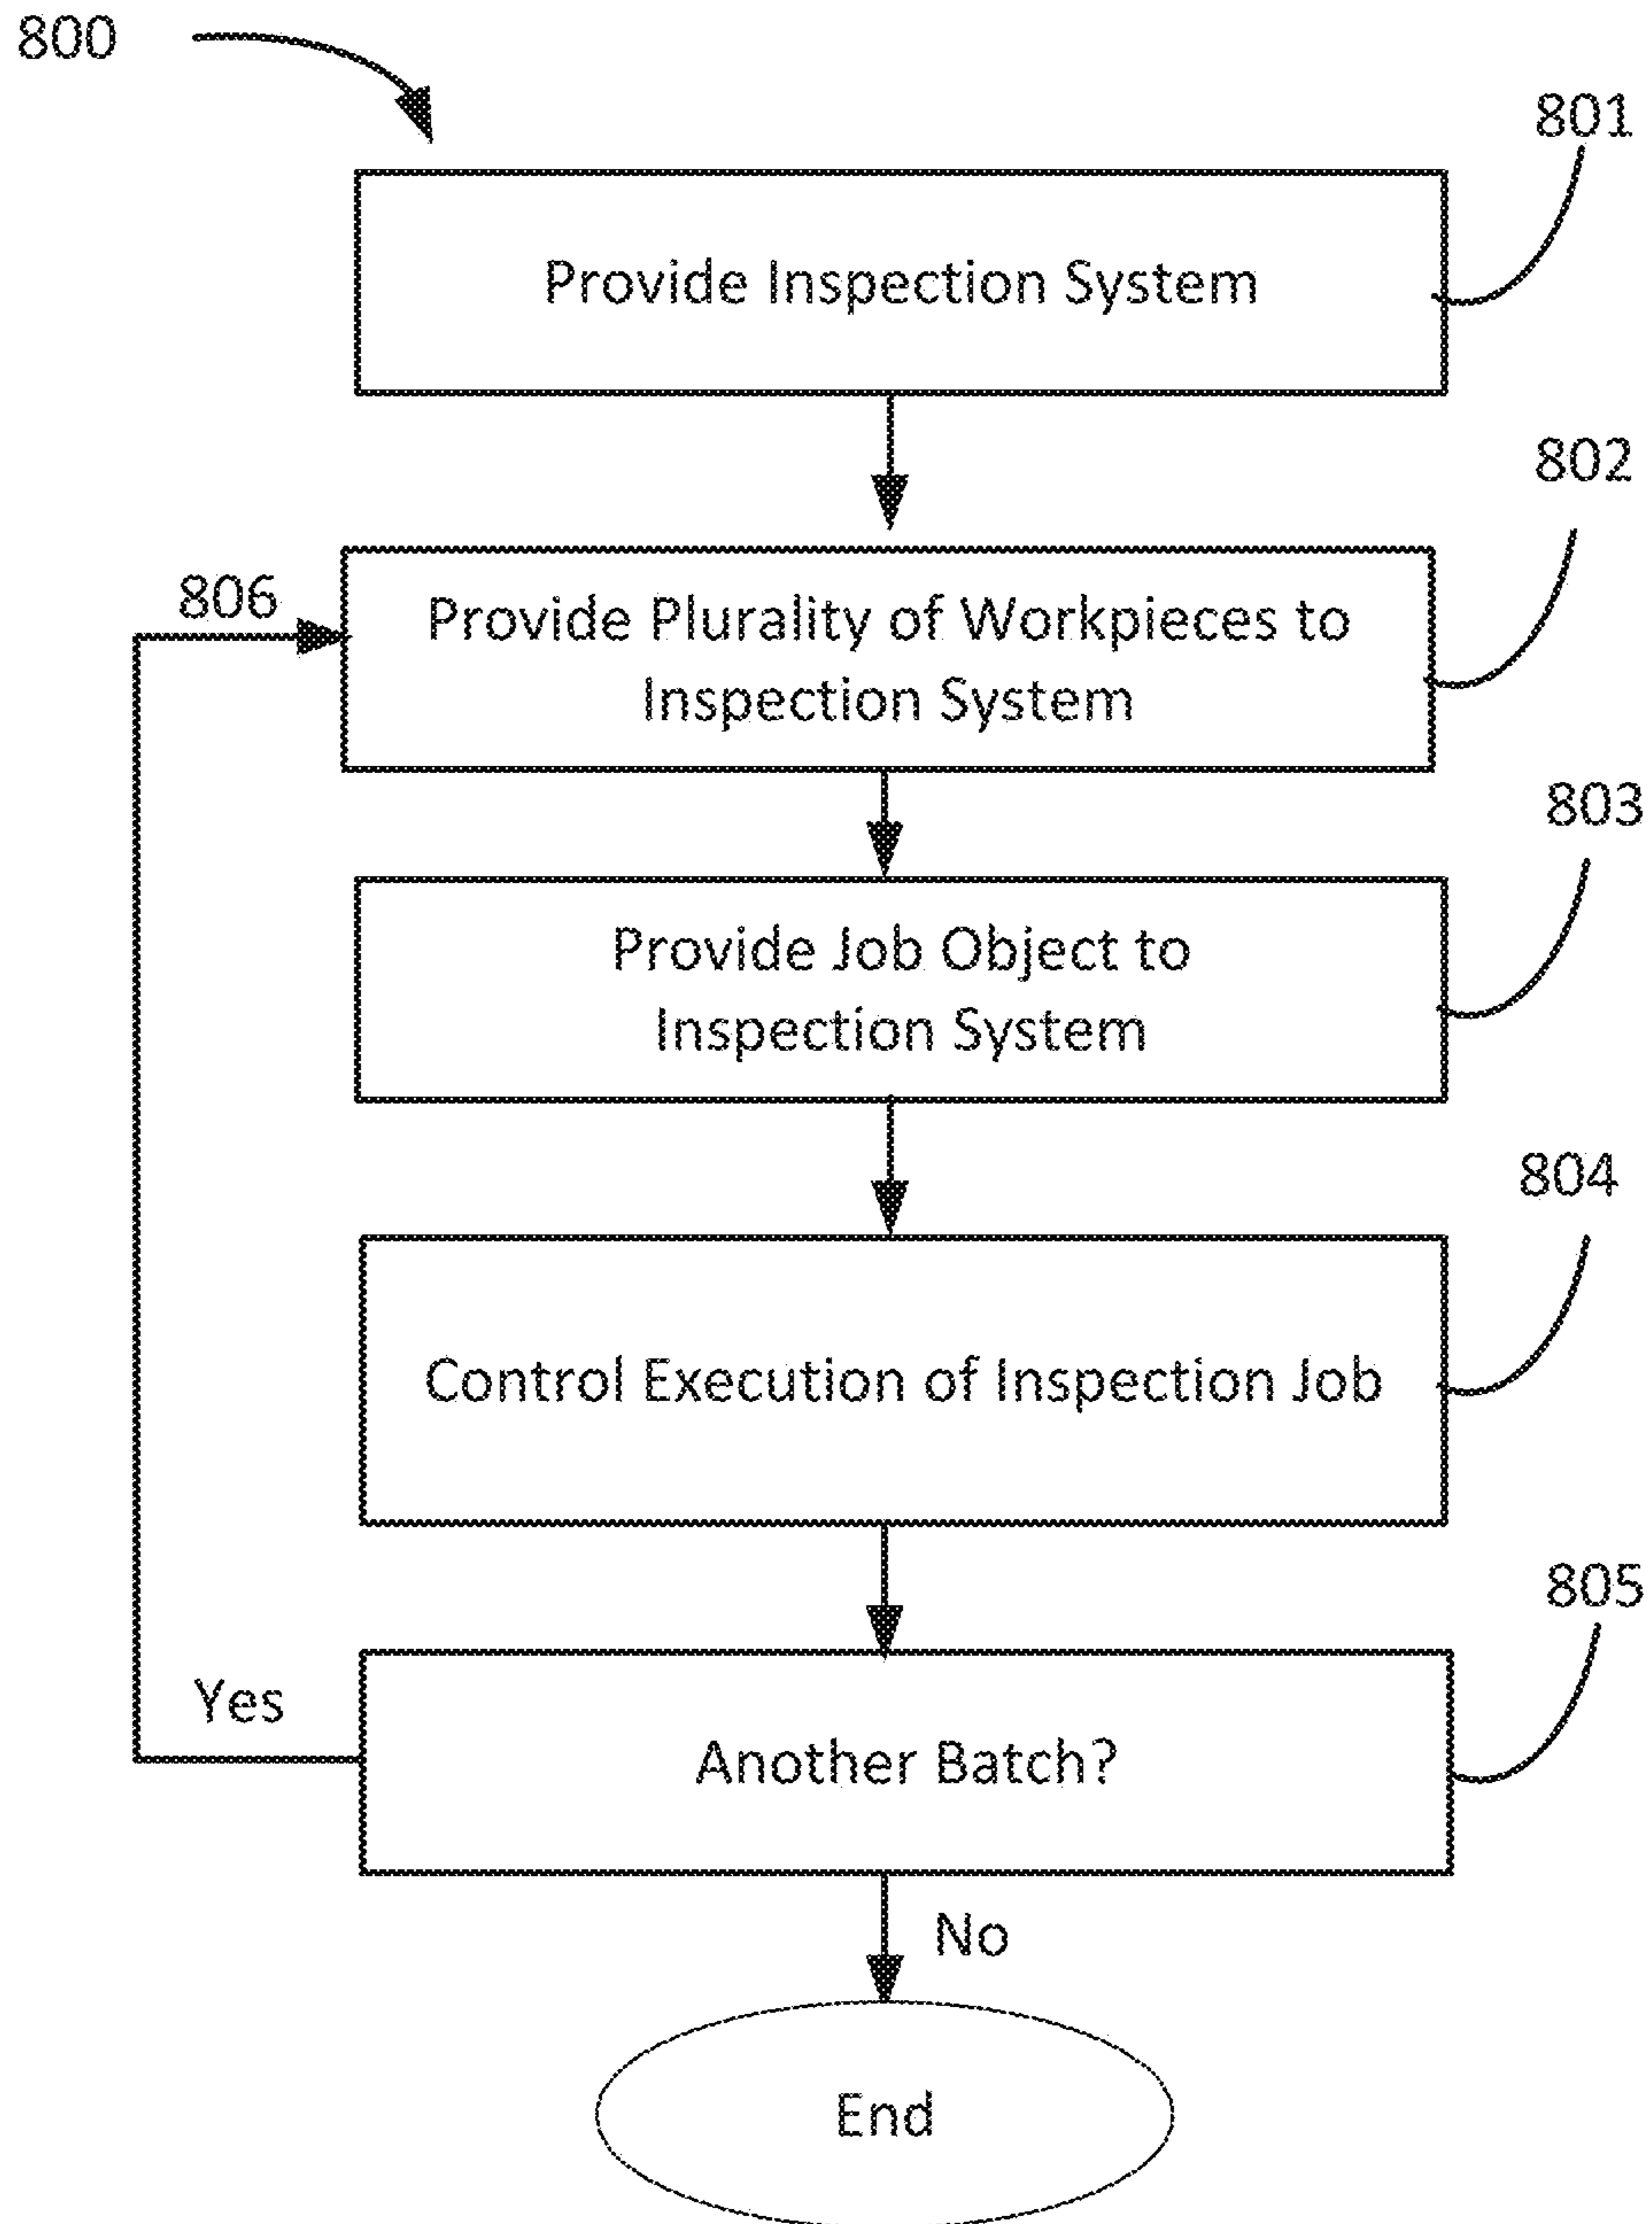 800
801
Provide Inspection System
802
806
Provide Plurality of Workpieces to
Inspection System
803
Provide Job Object to
Inspection System
804
Control Execution of Inspection Job
805
Yes
Another Batch?
No
End